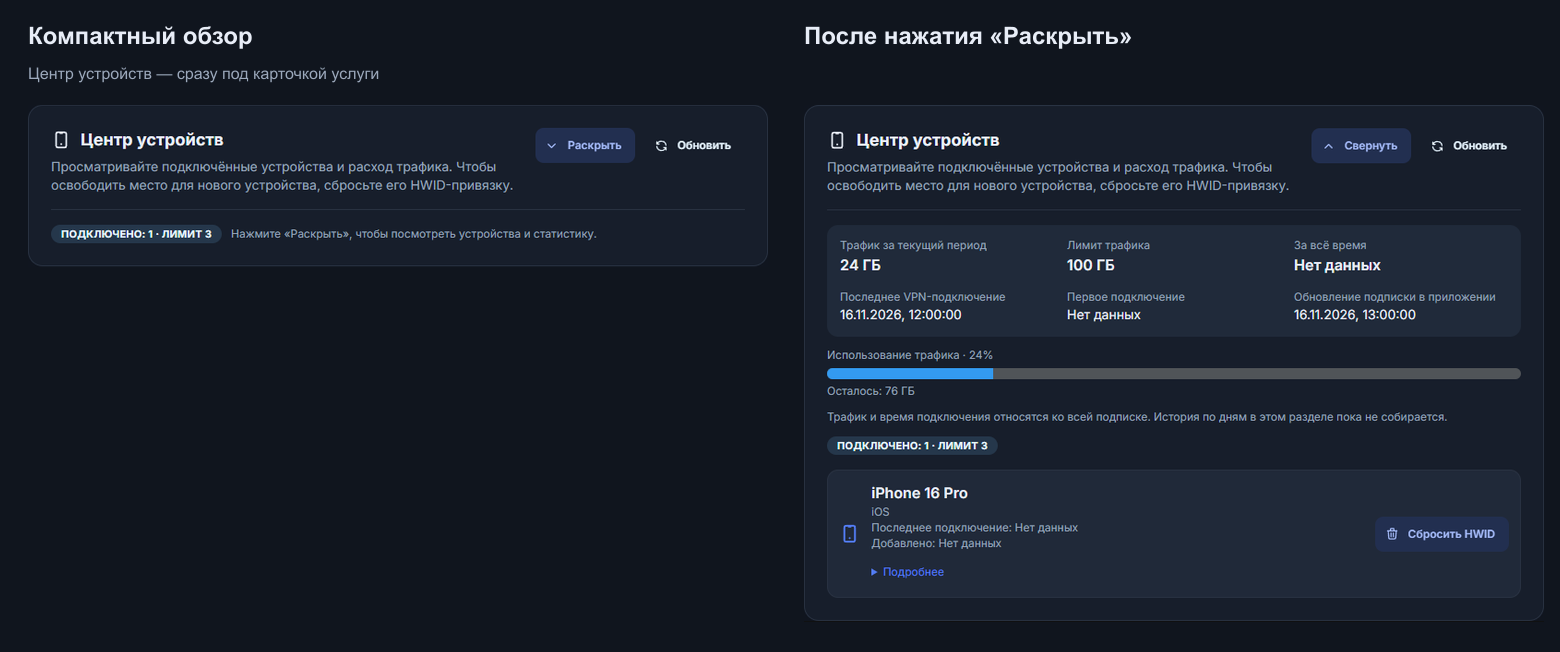 Компактный обзор
Центр устройств — сразу под карточкой услуги
Центр устройств
Раскрыть
Обновить
Просматривайте подключённые устройства и расход трафика. Чтобы
освободить место для нового устройства, сбросьте его HWID-привязку.
ПОДКЛЮЧЕНО: 1 · ЛИМИТ 3
Нажмите «Раскрыть», чтобы посмотреть устройства и статистику.
После нажатия «Раскрыть»
Центр устройств
Свернуть
Обновить
Просматривайте подключённые устройства и расход трафика. Чтобы
освободить место для нового устройства, сбросьте его HWID-привязку.
Трафик за текущий период
24 ГБ
Лимит трафика
100 ГБ
За всё время
Нет данных
Последнее VPN-подключение
16.11.2026, 12:00:00
Первое подключение
Нет данных
Обновление подписки в приложении
16.11.2026, 13:00:00
Использование трафика · 24%
Осталось: 76 ГБ
Трафик и время подключения относятся ко всей подписке. История по дням в этом разделе пока не собирается.
ПОДКЛЮЧЕНО: 1 · ЛИМИТ 3
iPhone 16 Pro
iOS
Последнее подключение: Нет данных
Добавлено: Нет данных
Подробнее
Сбросить HWID